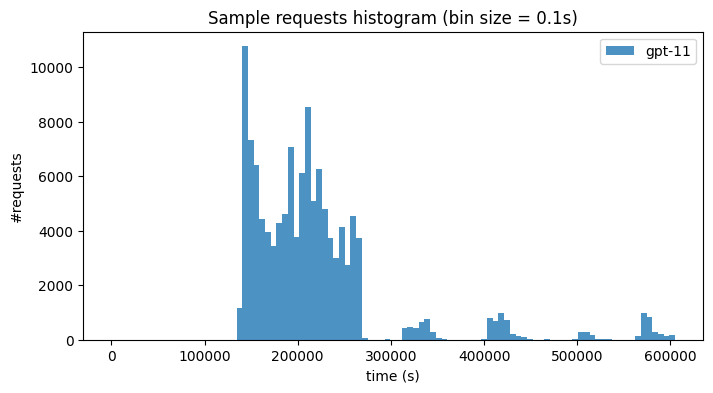 Sample requests histogram (bin size = 0.1s)
gpt-11
10000
8000
6000
4000
2000
0
#requests
0 100000 200000 300000 400000 500000 600000
time (s)